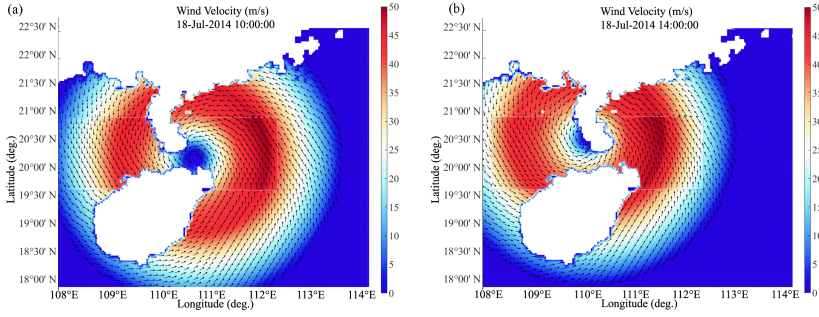 (a)
Wind Velocity (m/s)
18-Jul-2014 10:00:00
22°30' N
22°00' N
21°30' N
21°00' N
20°30' N
20°00' N
19°30' N
19°00' N
18°30' N
18°00' N
Latitude (deg.)
108°E 109°E 110°E 111°E 112°E 113°E 114°E
Longitude (deg.)
50
45
40
35
30
25
20
15
10
5
0
(b)
Wind Velocity (m/s)
18-Jul-2014 14:00:00
22°30' N
22°00' N
21°30' N
21°00' N
20°30' N
20°00' N
19°30' N
19°00' N
18°30' N
18°00' N
Latitude (deg.)
108°E 109°E 110°E 111°E 112°E 113°E 114°E
Longitude (deg.)
50
45
40
35
30
25
20
15
10
5
0